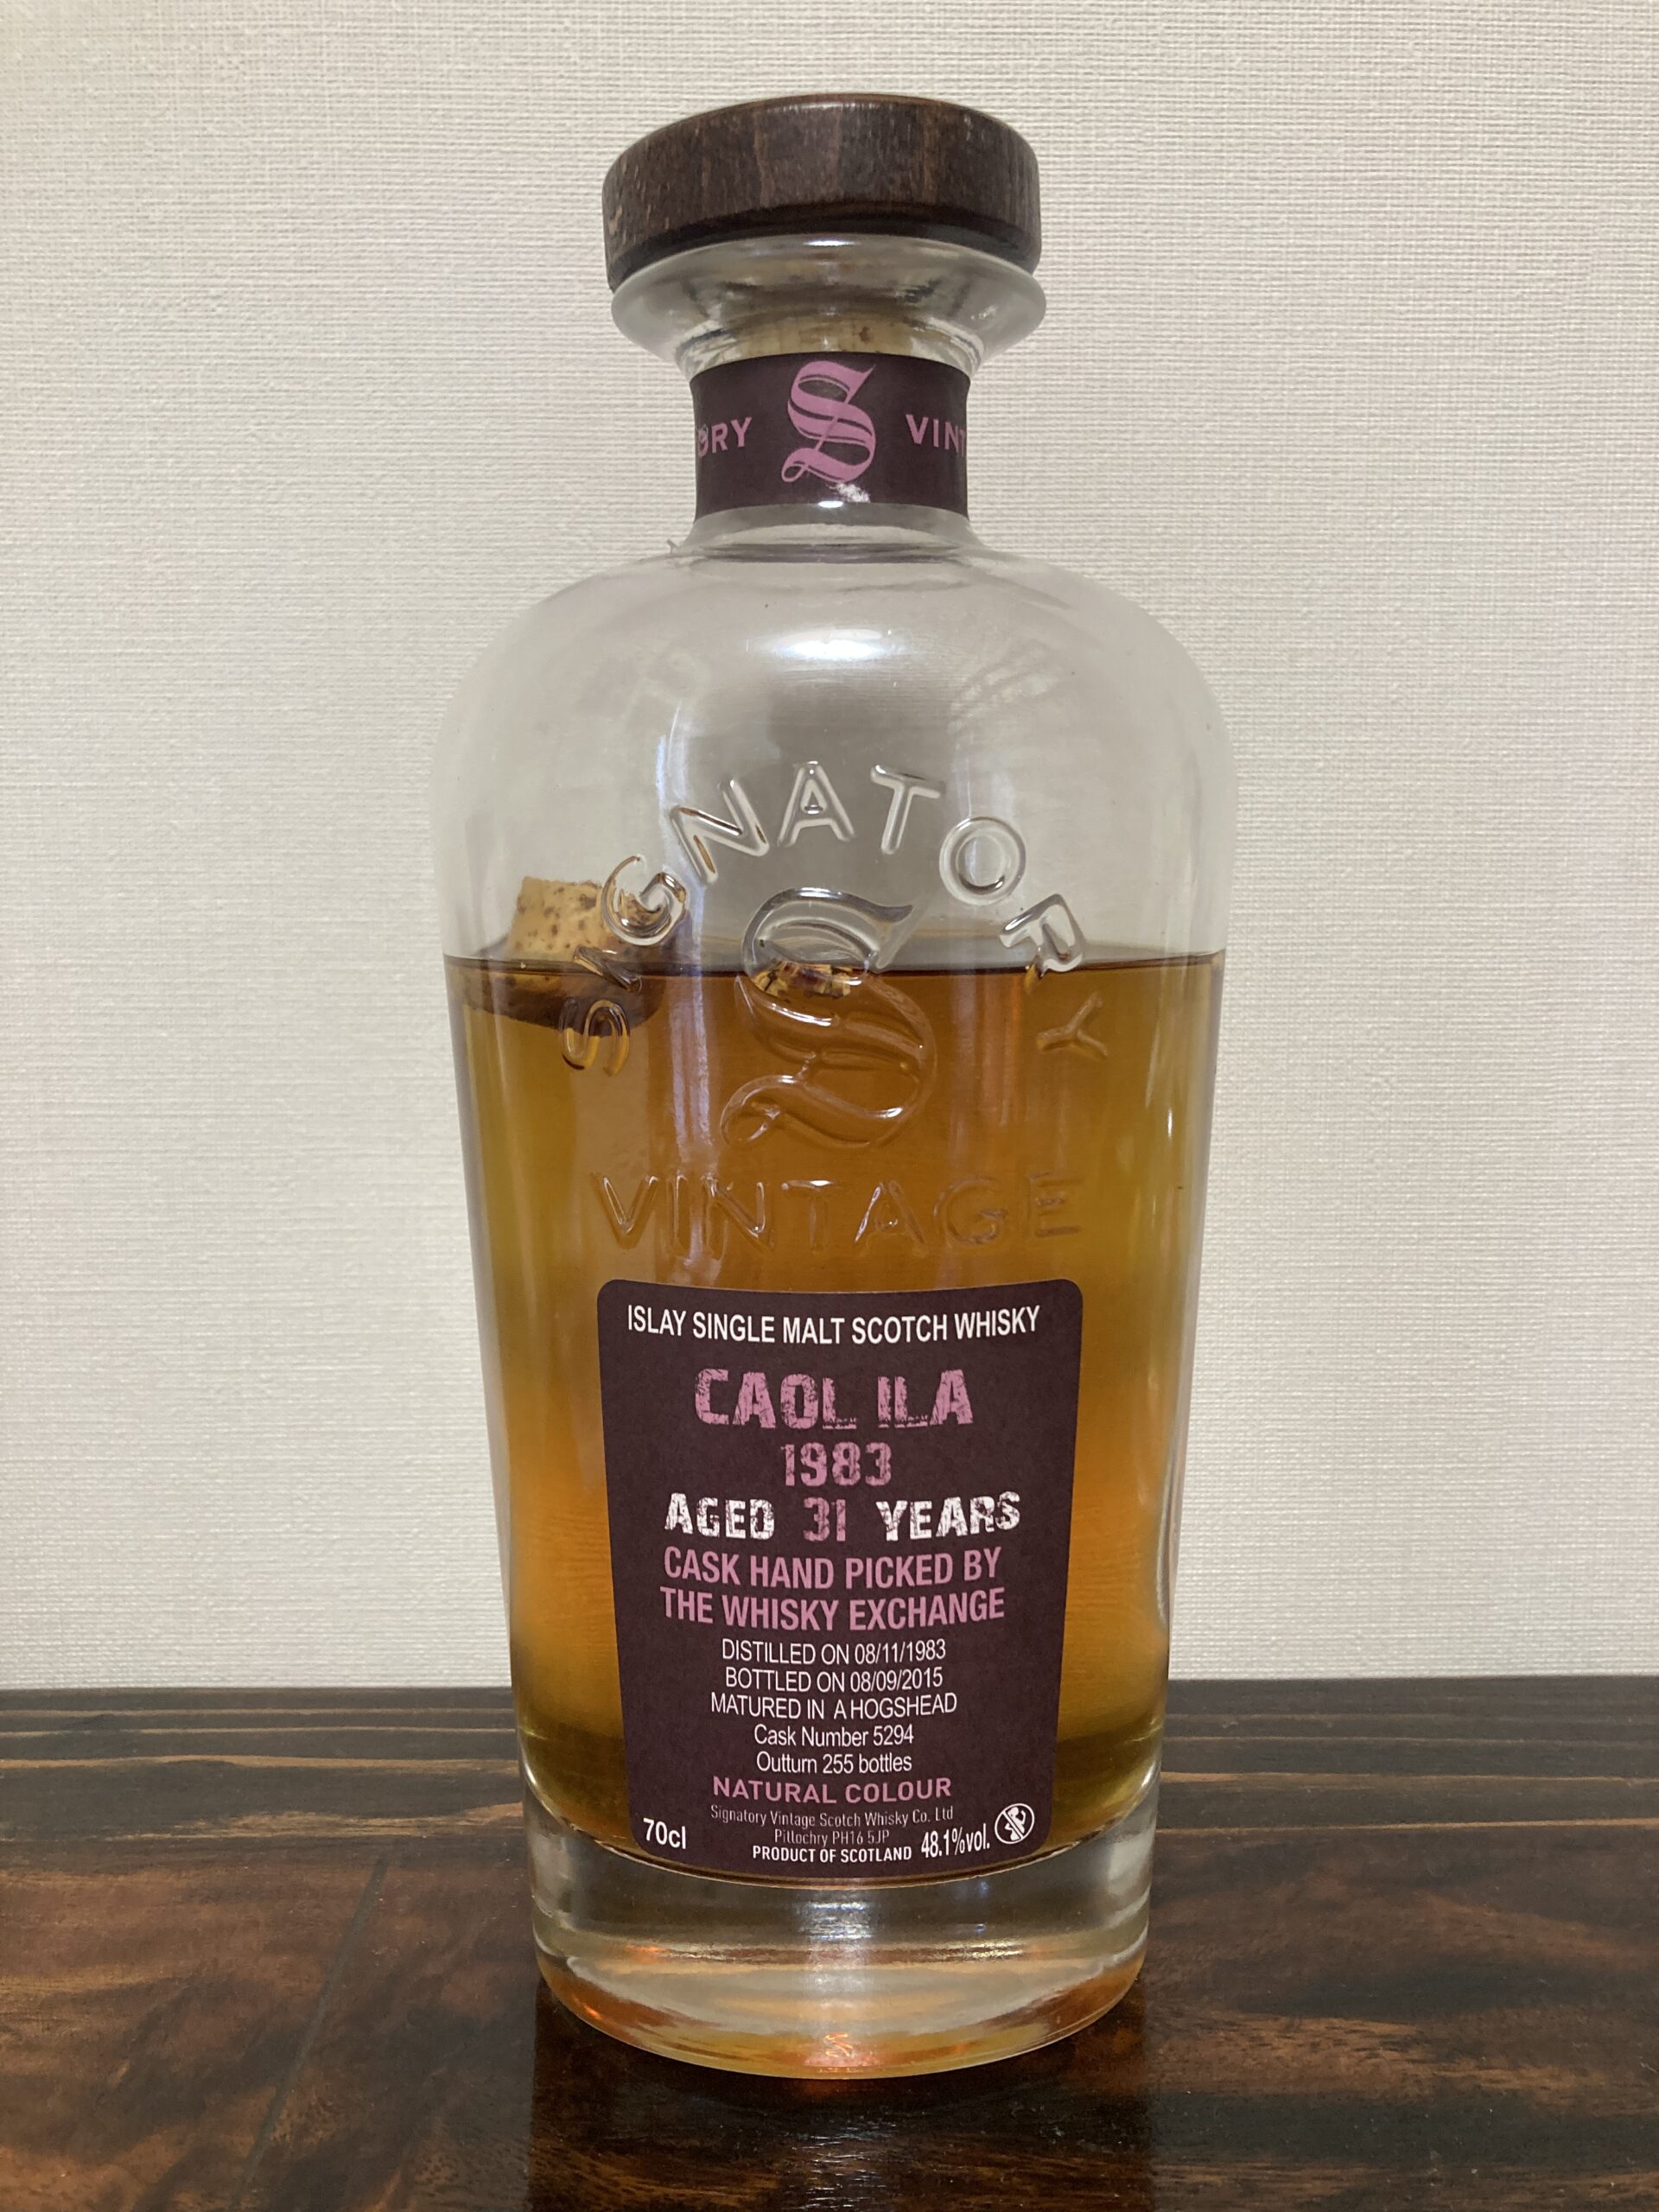 ORY S VINT
SIGNATORY
S
VINTAGE
ISLAY SINGLE MALT SCOTCH WHISKY
CAOL ILA
1983
AGED 31 YEARS
CASK HAND PICKED BY
THE WHISKY EXCHANGE
DISTILLED ON 08/11/1983
BOTTLED ON 08/09/2015
MATURED IN A HOGSHEAD
Cask Number 5294
Outturn 255 bottles
NATURAL COLOUR
Signatory Vintage Scotch Whisky Co. Ltd
Pitlochry PH16 5JP
70cl PRODUCT OF SCOTLAND 48.1%vol.